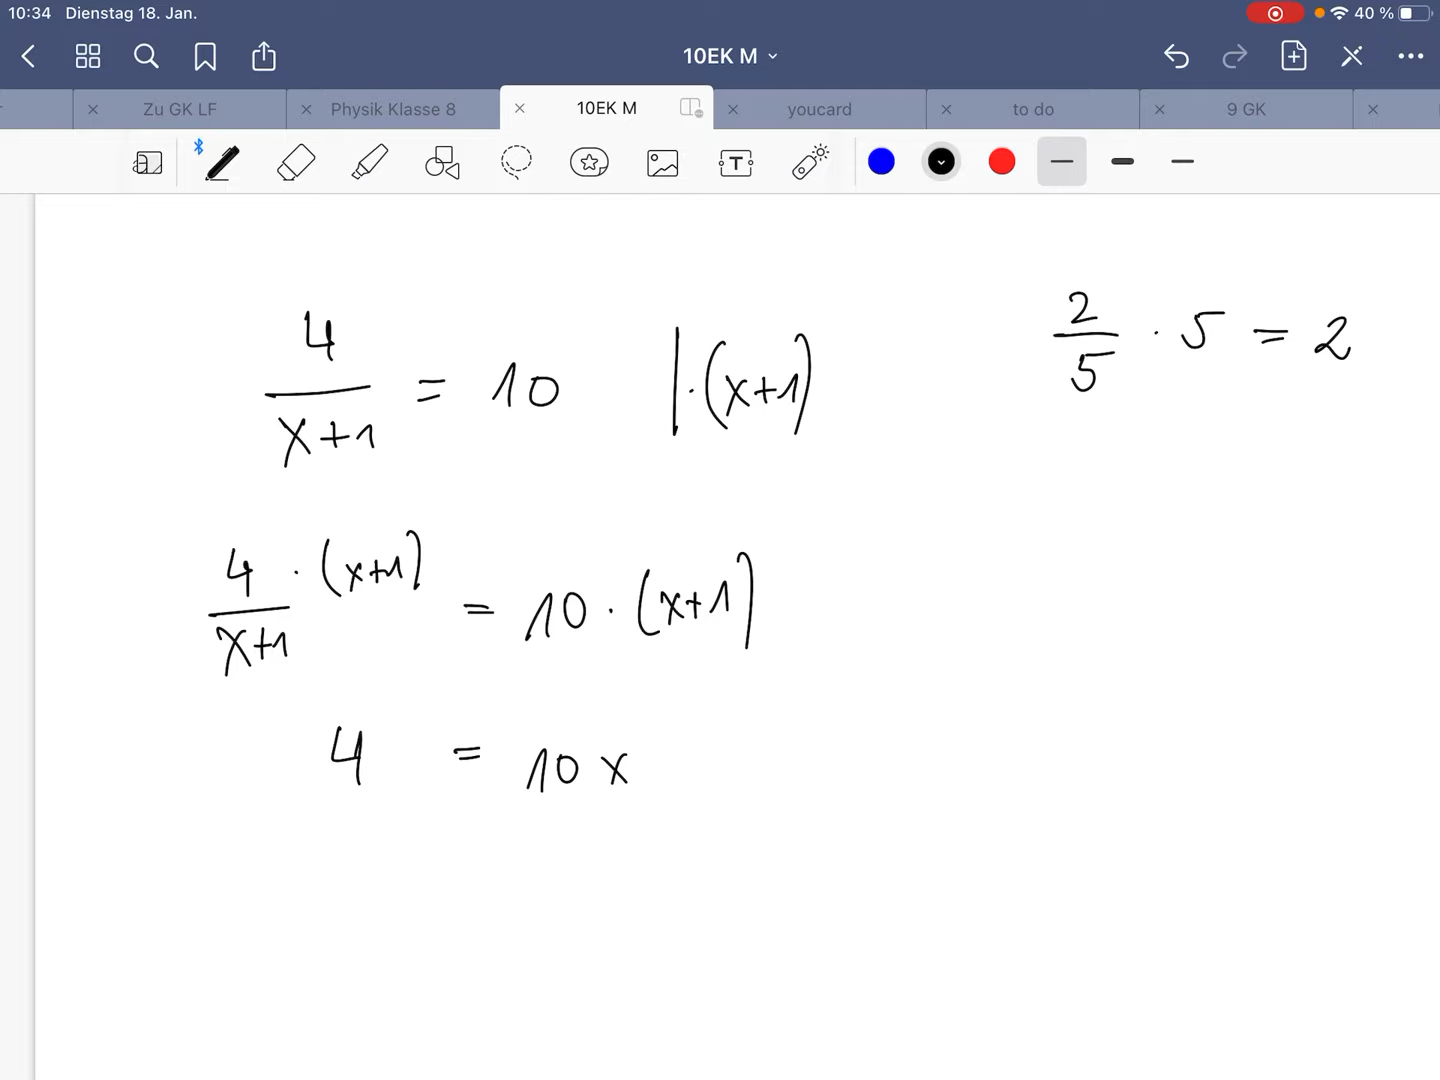 10:34 Dienstag 18. Jan. 40 %
10EK M
Zu GK LF Physik Klasse 8 10EK M youcard to do 9 GK
T
4/(x+1) = 10 | · (x+1)
2/5 · 5 = 2
4/(x+1) · (x+1) = 10 · (x+1)
4 = 10 x